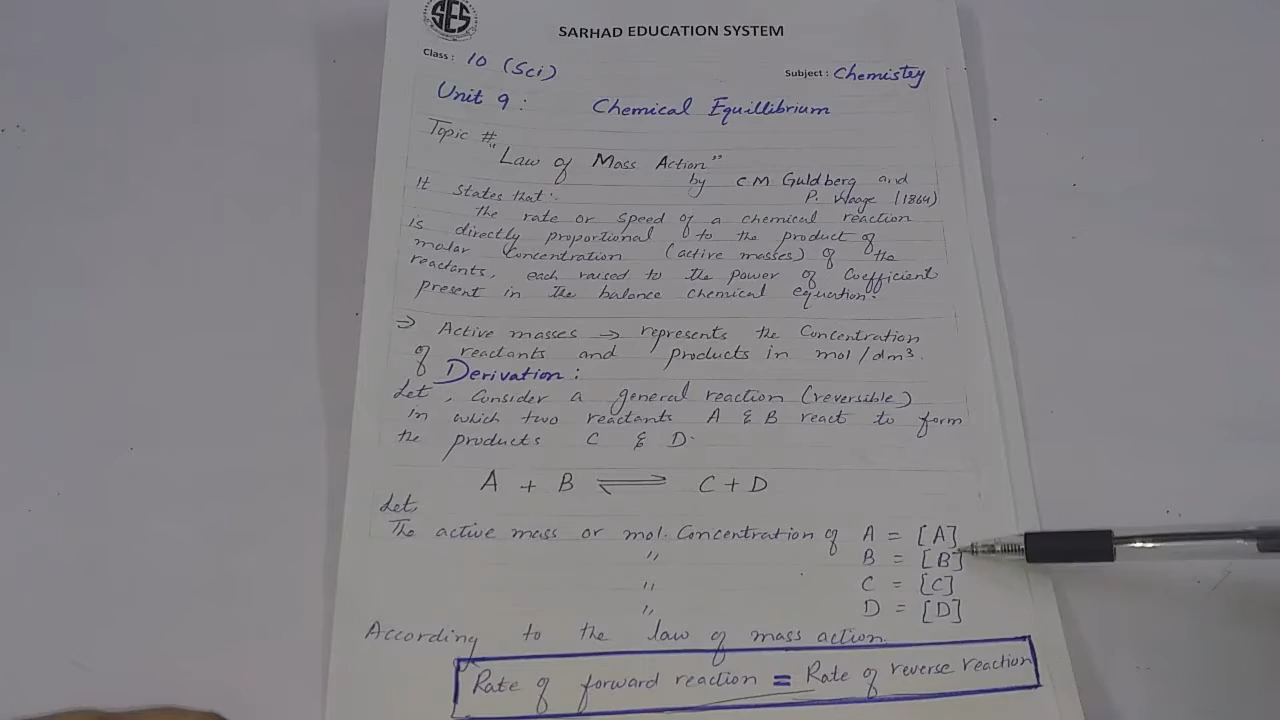 SES
SARHAD EDUCATION SYSTEM
Class : 10 (Sci)
Subject : Chemistry
Unit 9 : Chemical Equillibrium
Topic #
"Law of Mass Action"
by C M Guldberg and
P. Waage (1864)
It states that:.
the rate or speed of a chemical reaction
is directly proportional to the product of
molar Concentration (active masses) of the
reactants, each raised to the power of Coefficient
present in the balance chemical equation.
⇒ Active masses → represents the Concentration
of reactants and products in mol/dm³.
Derivation :
Let, Consider a general reaction (reversible)
in which two reactants A & B react to form
the products C & D.
A + B ⇌ C + D
Let,
The active mass or mol. Concentration of A = [A]
" B = [B]
" C = [C]
" D = [D]
According to the law of mass action.
Rate of forward reaction = Rate of reverse reaction